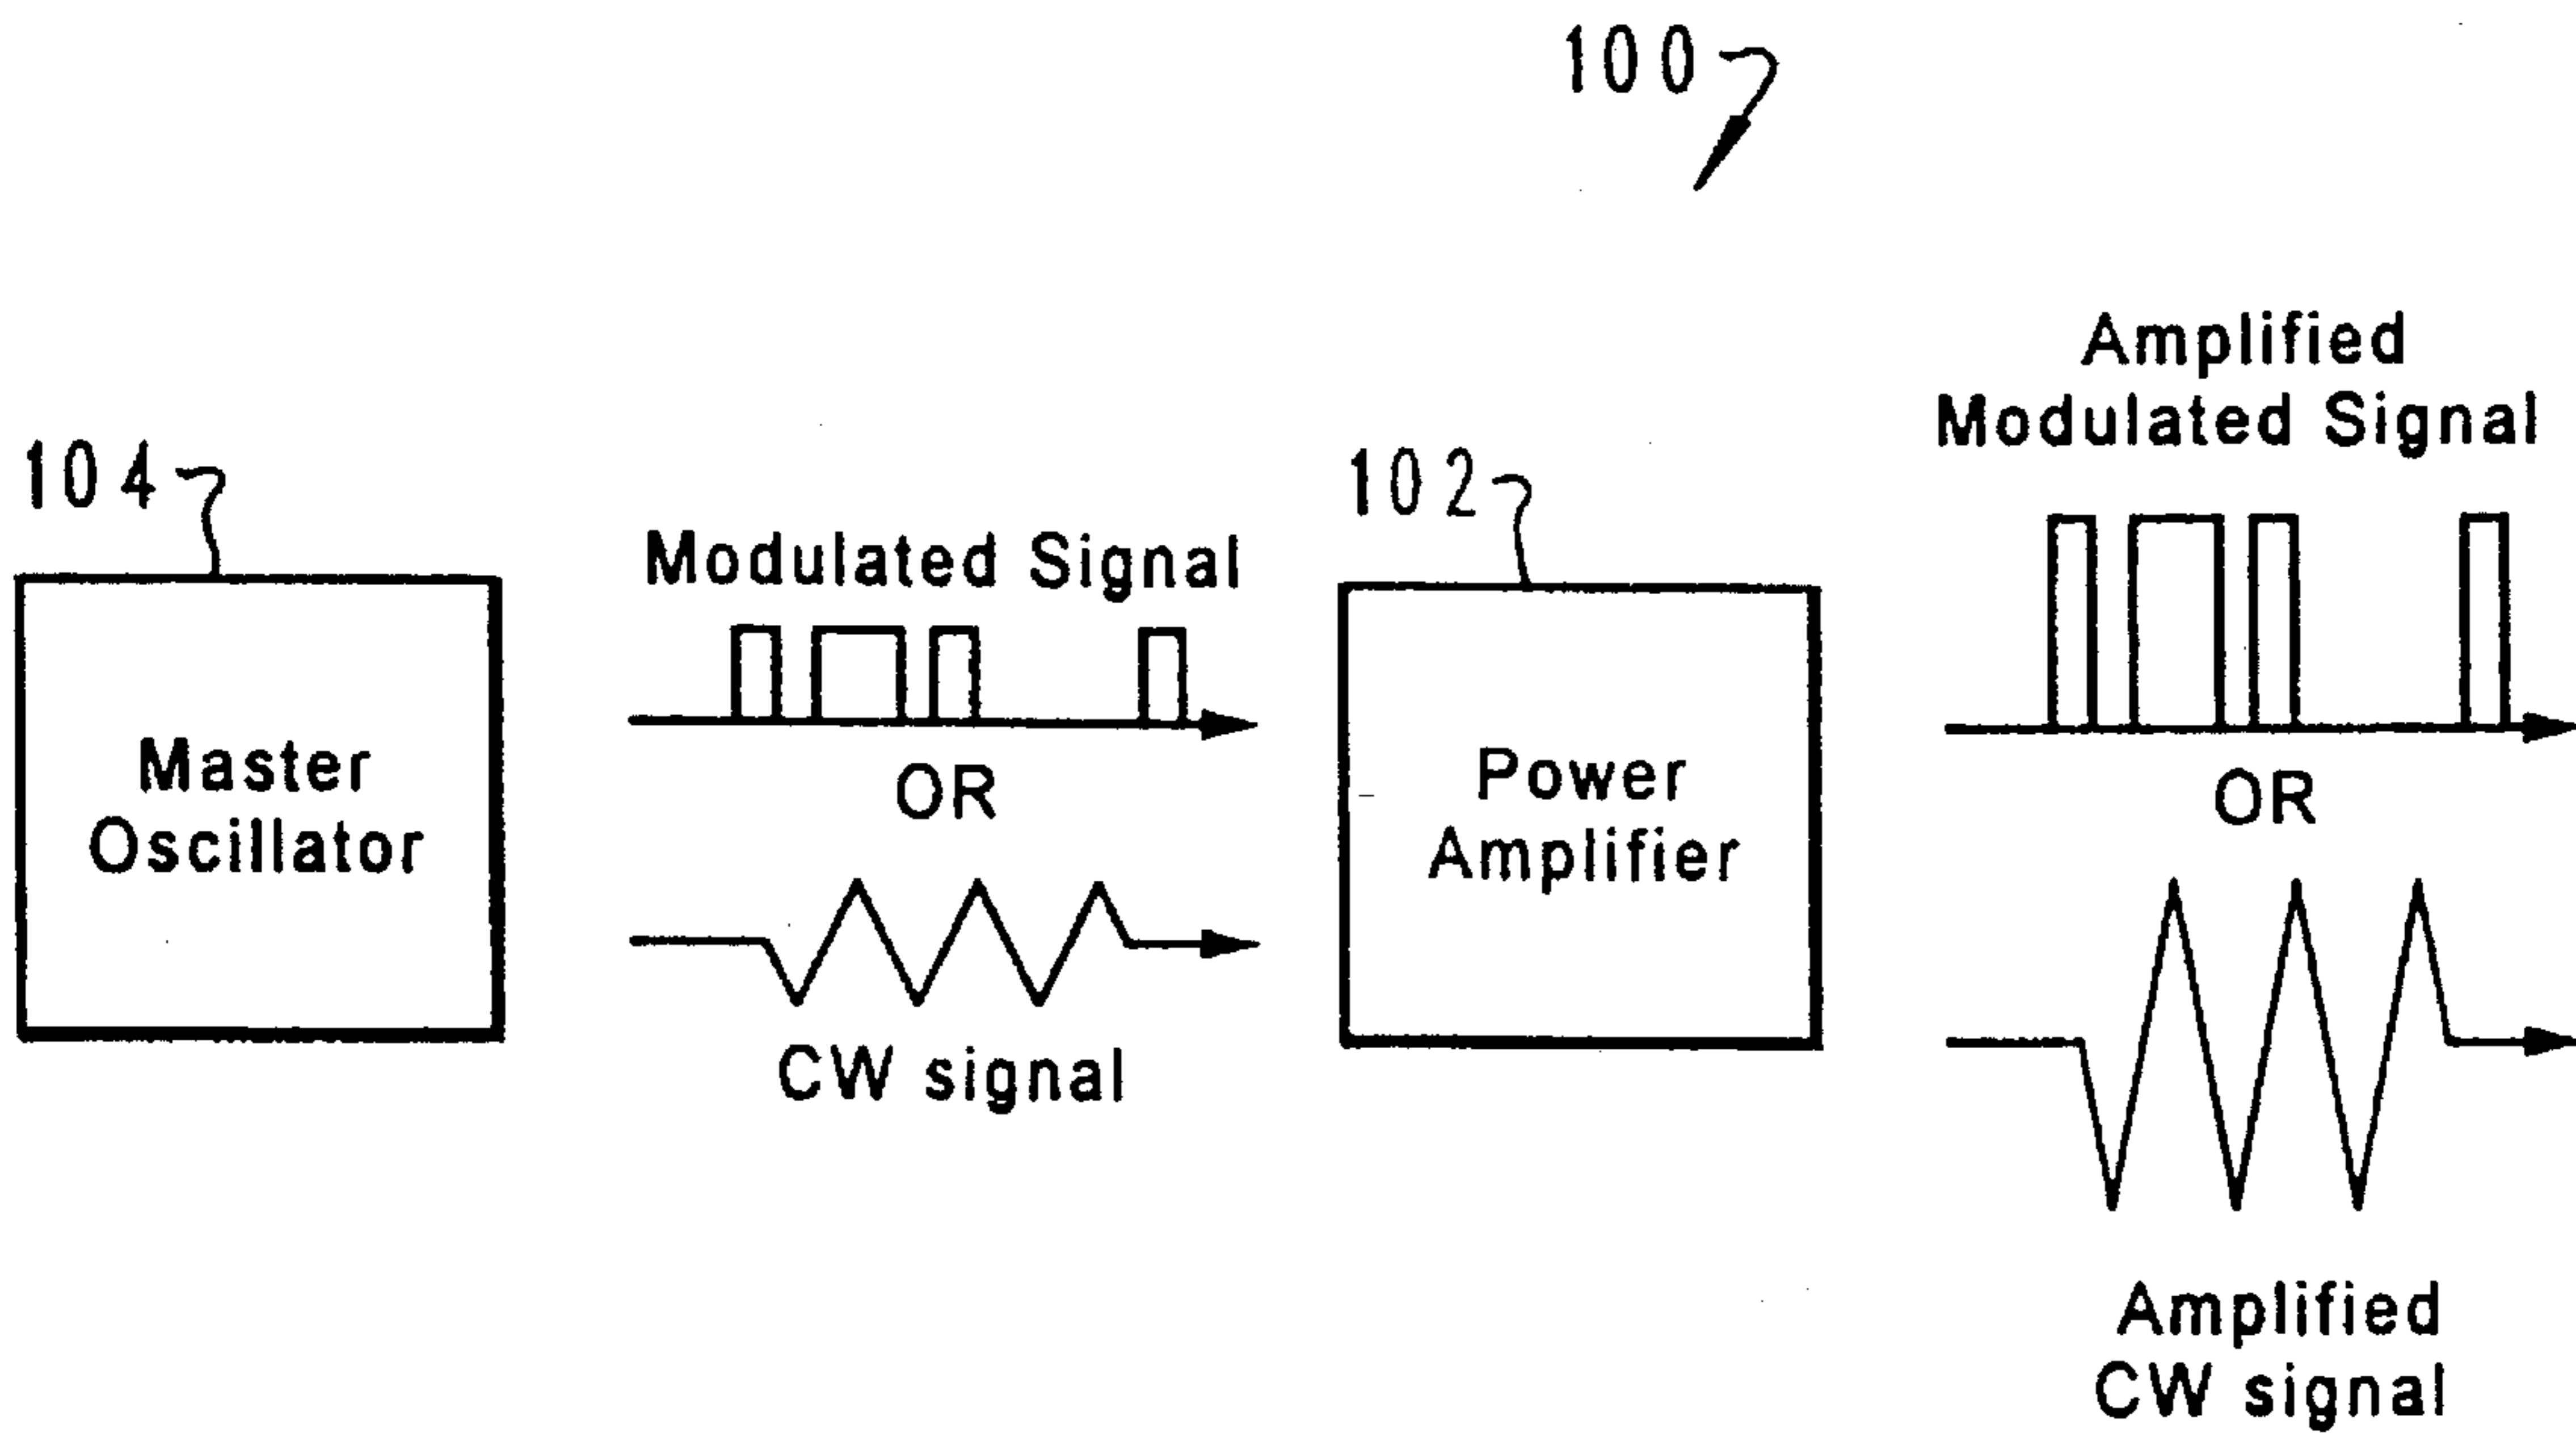 100
104
Master
Oscillator
Modulated Signal
OR
CW signal
102
Power
Amplifier
Amplified
Modulated Signal
OR
Amplified
CW signal